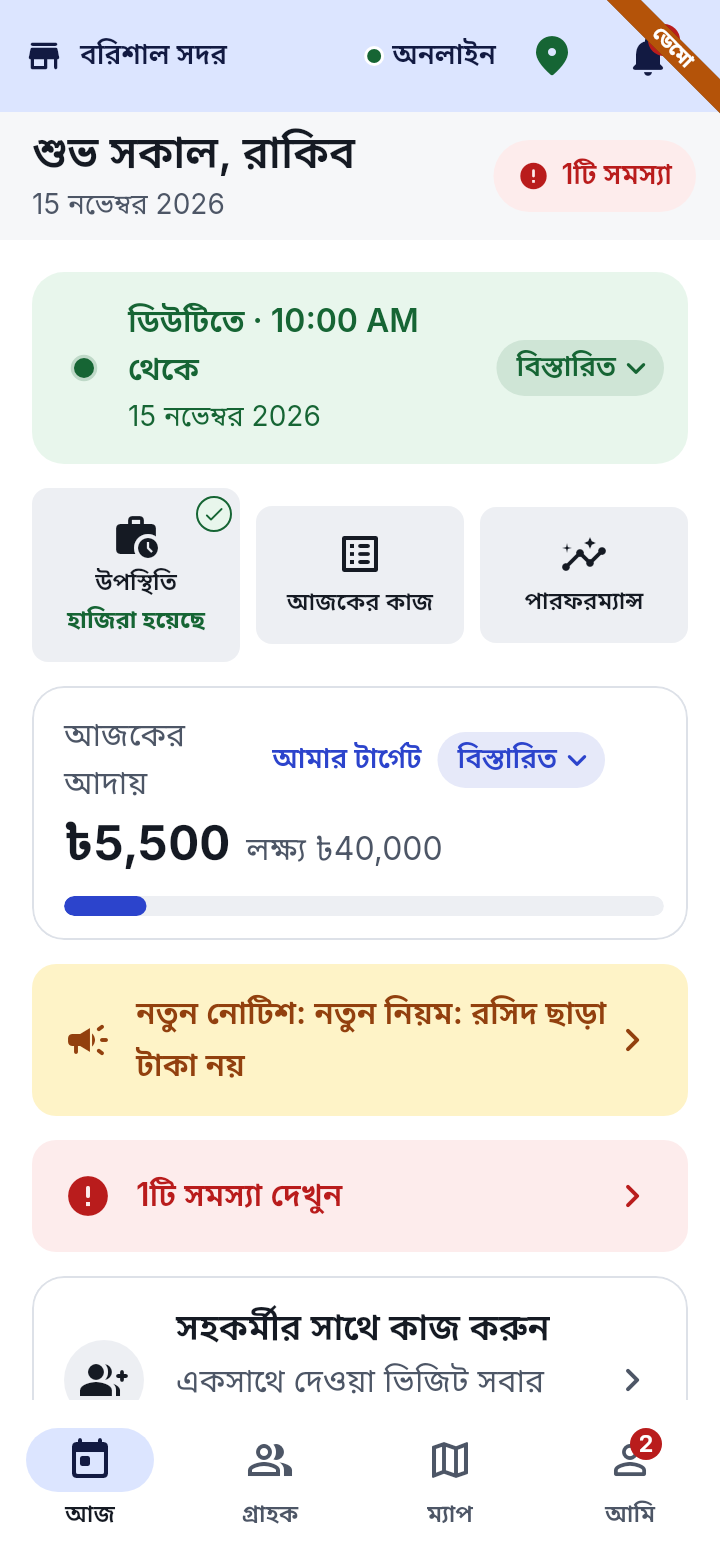 বরিশাল সদর
অনলাইন
ডেমো
শুভ সকাল, রাকিব
15 নভেম্বর 2026
1টি সমস্যা
ডিউটিতে · 10:00 AM
থেকে
15 নভেম্বর 2026
বিস্তারিত
উপস্থিতি
হাজিরা হয়েছে
আজকের কাজ
পারফরম্যান্স
আজকের
আদায়
আমার টার্গেট
বিস্তারিত
৳5,500 লক্ষ্য ৳40,000
নতুন নোটিশ: নতুন নিয়ম: রসিদ ছাড়া
টাকা নয়
1টি সমস্যা দেখুন
সহকর্মীর সাথে কাজ করুন
একসাথে দেওয়া ভিজিট সবার
2
আজ
গ্রাহক
ম্যাপ
আমি